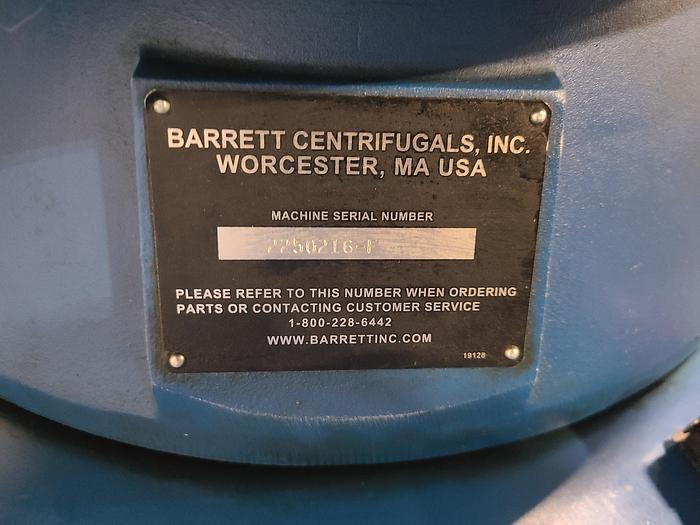 BARRETT CENTRIFUGALS, INC.
WORCESTER, MA USA
MACHINE SERIAL NUMBER
2250216-F
PLEASE REFER TO THIS NUMBER WHEN ORDERING
PARTS OR CONTACTING CUSTOMER SERVICE
1-800-228-6442
WWW.BARRETTINC.COM
19128